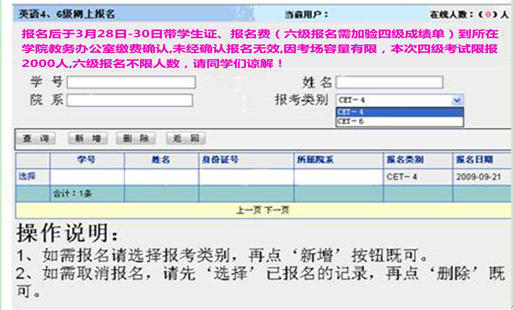 英语4、6级网上报名 当前用户： 在线人数：(0)人
报名后于3月28日-30日带学生证、报名费（六级报名需加验四级成绩单）到所在
学院教务办公室缴费确认,未经确认报名无效,因考场容量有限，本次四级考试限报
2000人,六级报名不限人数，请同学们谅解！
学 号 姓 名
院 系 报考类别 CET-4
CET-4
CET-6
查 询 新 增 删 除 返 回
学号 姓名 身份证号 所属院系 报名类别 报名日期
选择 CET-4 2009-09-21
合计：1条
上一页 下一页
操作说明：
1、如需报名请选择报考类别，再点‘新增’按钮既可。
2、如需取消报名，请先‘选择’已报名的记录，再点‘删除’既
可。